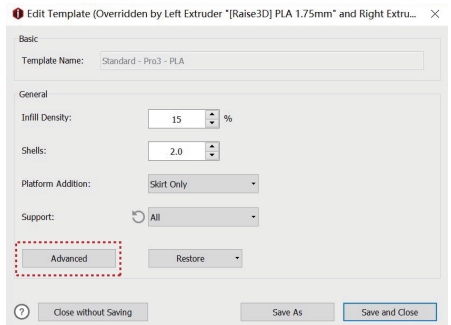 Edit Template (Overridden by Left Extruder "[Raise3D] PLA 1.75mm" and Right Extru...
Basic
Template Name: Standard - Pro3 - PLA
General
Infill Density: 15 %
Shells: 2.0
Platform Addition: Skirt Only
Support: All
Advanced Restore
? Close without Saving Save As Save and Close